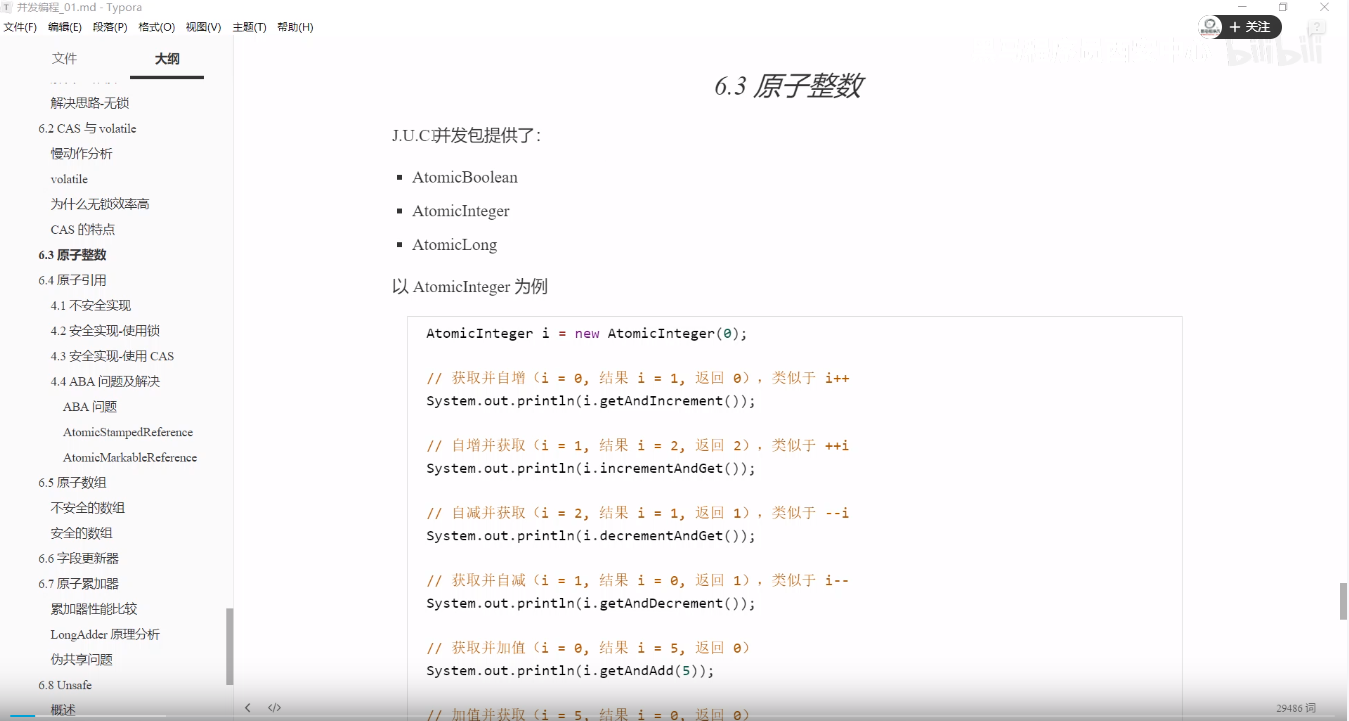 并发编程_01.md - Typora
文件(F) 编辑(E) 段落(P) 格式(O) 视图(V) 主题(T) 帮助(H)
+ 关注
?
bilibili
文件 大纲
解决思路-无锁
6.2 CAS 与 volatile
慢动作分析
volatile
为什么无锁效率高
CAS 的特点
6.3 原子整数
6.4 原子引用
4.1 不安全实现
4.2 安全实现-使用锁
4.3 安全实现-使用 CAS
4.4 ABA 问题及解决
ABA 问题
AtomicStampedReference
AtomicMarkableReference
6.5 原子数组
不安全的数组
安全的数组
6.6 字段更新器
6.7 原子累加器
累加器性能比较
LongAdder 原理分析
伪共享问题
6.8 Unsafe
概述
6.3 原子整数
J.U.C并发包提供了：
AtomicBoolean
AtomicInteger
AtomicLong
以 AtomicInteger 为例
AtomicInteger i = new AtomicInteger(0);
// 获取并自增（i = 0, 结果 i = 1, 返回 0），类似于 i++
System.out.println(i.getAndIncrement());
// 自增并获取（i = 1, 结果 i = 2, 返回 2），类似于 ++i
System.out.println(i.incrementAndGet());
// 自减并获取（i = 2, 结果 i = 1, 返回 1），类似于 --i
System.out.println(i.decrementAndGet());
// 获取并自减（i = 1, 结果 i = 0, 返回 1），类似于 i--
System.out.println(i.getAndDecrement());
// 获取并加值（i = 0, 结果 i = 5, 返回 0）
System.out.println(i.getAndAdd(5));
// 加值并获取（i = 5, 结果 i = 0, 返回 0）
< </>
29486 词